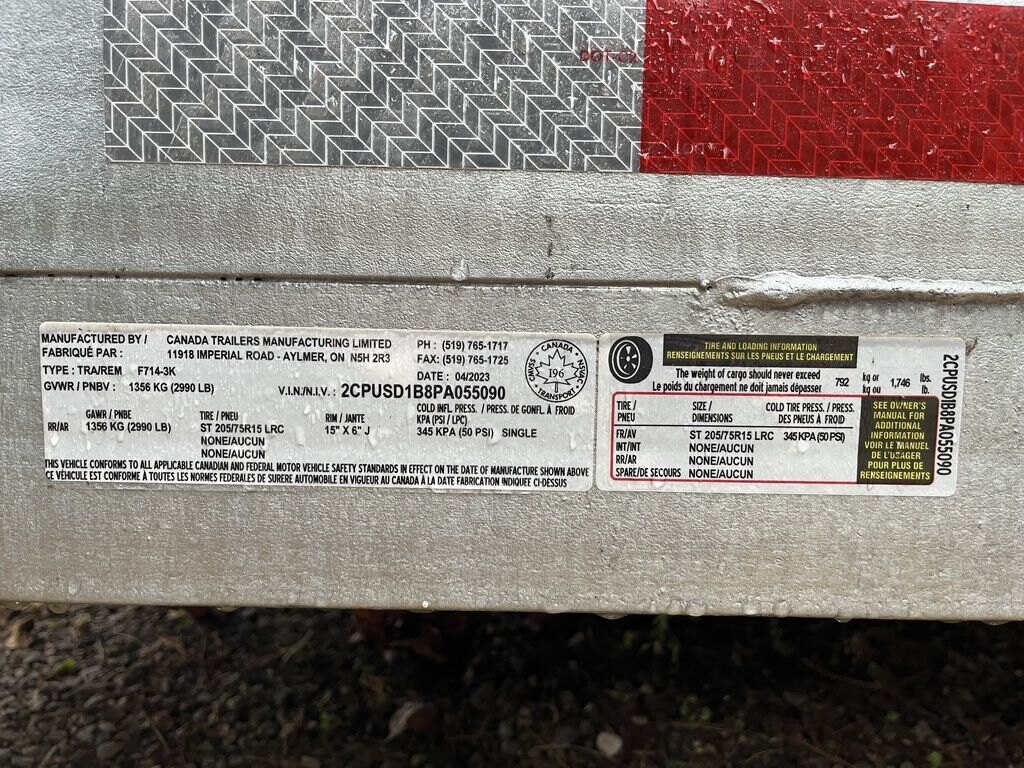 MANUFACTURED BY / CANADA TRAILERS MANUFACTURING LIMITED PH : (519) 765-1717
FABRIQUÉ PAR : 11918 IMPERIAL ROAD - AYLMER, ON N5H 2R3 FAX: (519) 765-1725
TYPE : TRA/REM F714-3K DATE : 04/2023
GVWR / PNBV : 1356 KG (2990 LB) V.I.N./N.I.V. : 2CPUSD1B8PA055090
GAWR / PNBE TIRE / PNEU RIM / JANTE COLD INFL. PRESS. / PRESS. DE GONFL. À FROID
KPA (PSI / LPC)
RR/AR 1356 KG (2990 LB) ST 205/75R15 LRC 15" X 6" J 345 KPA (50 PSI) SINGLE
NONE/AUCUN
NONE/AUCUN
THIS VEHICLE CONFORMS TO ALL APPLICABLE CANADIAN AND FEDERAL MOTOR VEHICLE SAFETY STANDARDS IN EFFECT ON THE DATE OF MANUFACTURE SHOWN ABOVE
CE VÉHICULE EST CONFORME À TOUTES LES NORMES FEDERALES DE SURERE AUTOMOBILE EN VIGUEUR AU CANADA À LA DATE FABRICATION INDIQUEE CI-DESSUS
CANADA
CMVSS 196 NSVAC
TRANSPORT
TIRE AND LOADING INFORMATION
RENSEIGNEMENTS SUR LES PNEUS ET LE CHARGEMENT
The weight of cargo should never exceed 792 kg or 1,746 lbs.
Le poids du chargement ne doit jamais dépasser kg ou lb.
TIRE / SIZE / COLD TIRE PRESS. / PRESS.
PNEU DIMENSIONS DES PNEUS À FROID
FR/AV ST 205/75R15 LRC 345 KPA (50 PSI)
INT/INT NONE/AUCUN
RR/AR NONE/AUCUN
SPARE/DE SECOURS NONE/AUCUN
SEE OWNER'S
MANUAL FOR
ADDITIONAL
INFORMATION
VOIR LE MANUEL
DE L'USAGER
POUR PLUS DE
RENSEIGNEMENTS
2CPUSD1B8PA055090